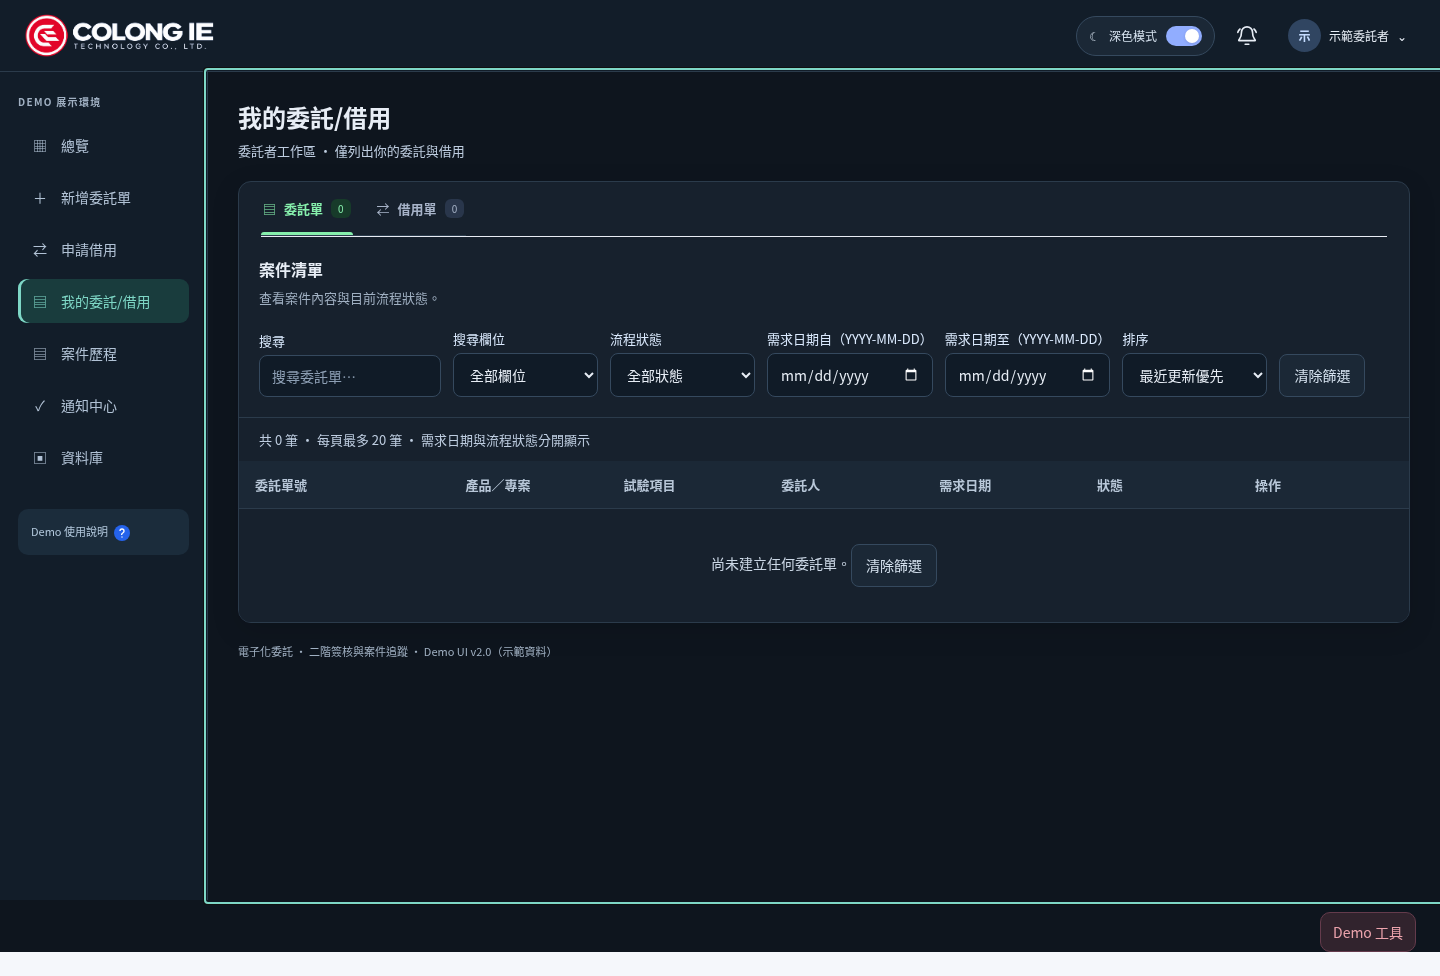 COLONG IE
TECHNOLOGY CO., LTD.
深色模式
示
示範委託者
DEMO 展示環境
總覽
新增委託單
申請借用
我的委託/借用
案件歷程
通知中心
資料庫
Demo 使用說明 ?
我的委託/借用
委託者工作區 • 僅列出你的委託與借用
委託單 0
借用單 0
案件清單
查看案件內容與目前流程狀態。
搜尋
搜尋委託單…
搜尋欄位
全部欄位
流程狀態
全部狀態
需求日期自（YYYY-MM-DD）
mm/dd/yyyy
需求日期至（YYYY-MM-DD）
mm/dd/yyyy
排序
最近更新優先
清除篩選
共 0 筆 • 每頁最多 20 筆 • 需求日期與流程狀態分開顯示
委託單號 產品／專案 試驗項目 委託人 需求日期 狀態 操作
尚未建立任何委託單。 清除篩選
電子化委託 • 二階簽核與案件追蹤 • Demo UI v2.0（示範資料）
Demo 工具